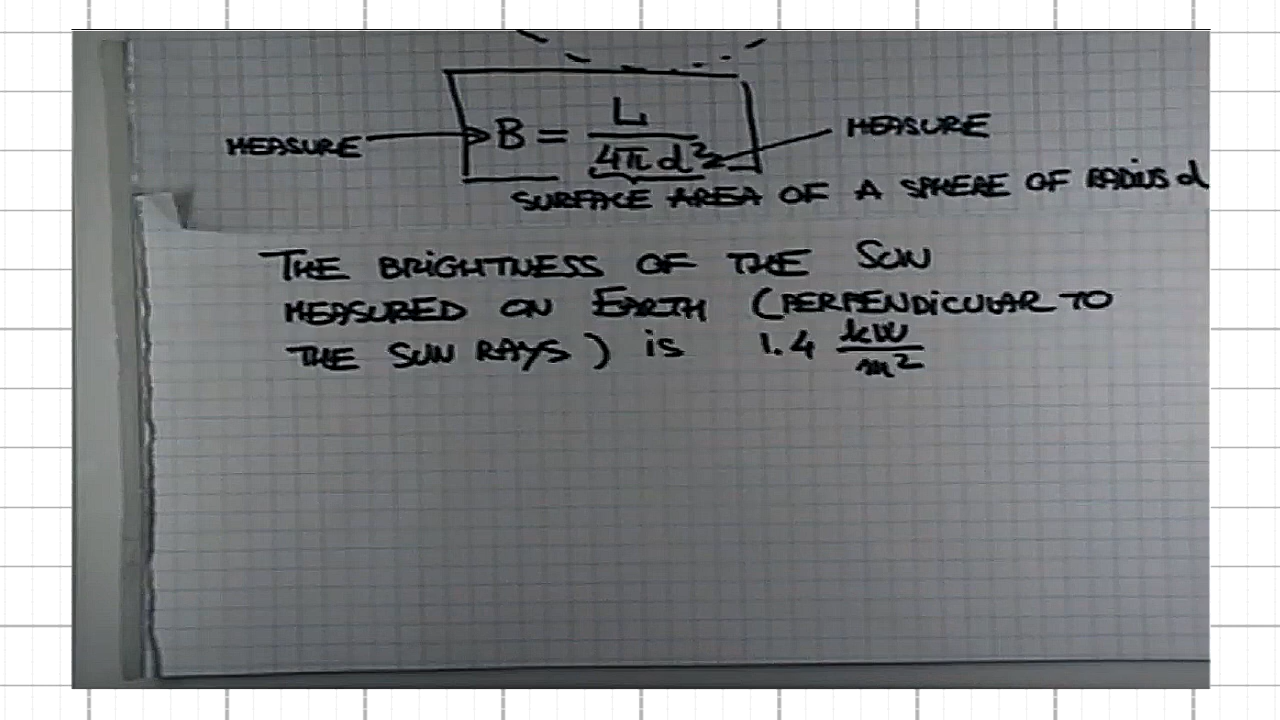 MEASURE B = L / 4πd² MEASURE
SURFACE AREA OF A SPHERE OF RADIUS d
THE BRIGHTNESS OF THE SUN
MEASURED ON EARTH (PERPENDICULAR TO
THE SUN RAYS) is 1.4 kW/m²